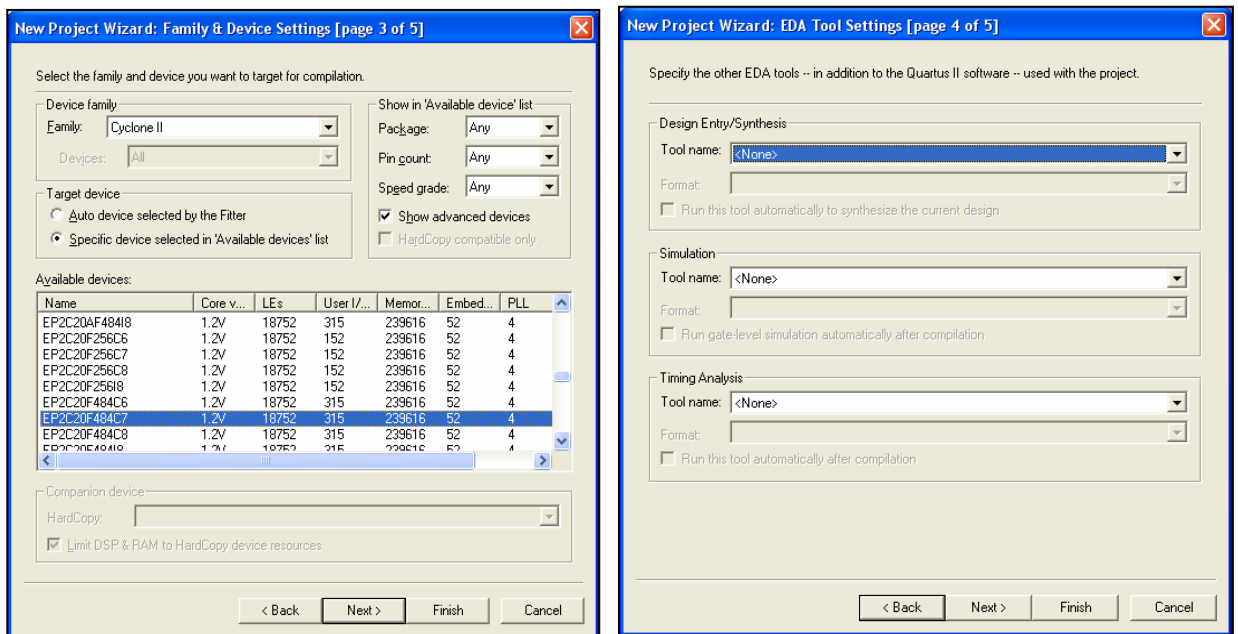 New Project Wizard: Family & Device Settings [page 3 of 5]
Select the family and device you want to target for compilation.
Device family
Family: Cyclone II
Devices: All
Show in 'Available device' list
Package: Any
Pin count: Any
Speed grade: Any
Show advanced devices
HardCopy compatible only
Target device
Auto device selected by the Fitter
Specific device selected in 'Available devices' list
Available devices:
Name Core v... LEs User I/... Memor... Embed... PLL
EP2C20AF484I8 1.2V 18752 315 239616 52 4
EP2C20F256C6 1.2V 18752 152 239616 52 4
EP2C20F256C7 1.2V 18752 152 239616 52 4
EP2C20F256C8 1.2V 18752 152 239616 52 4
EP2C20F256I8 1.2V 18752 152 239616 52 4
EP2C20F484C6 1.2V 18752 315 239616 52 4
EP2C20F484C7 1.2V 18752 315 239616 52 4
EP2C20F484C8 1.2V 18752 315 239616 52 4
EP2C20F484I8 1.2V 18752 315 239616 52 4
Companion device
HardCopy:
Limit DSP & RAM to HardCopy device resources
< Back Next > Finish Cancel
New Project Wizard: EDA Tool Settings [page 4 of 5]
Specify the other EDA tools -- in addition to the Quartus II software -- used with the project.
Design Entry/Synthesis
Tool name: <None>
Format:
Run this tool automatically to synthesize the current design
Simulation
Tool name: <None>
Format:
Run gate-level simulation automatically after compilation
Timing Analysis
Tool name: <None>
Format:
Run this tool automatically after compilation
< Back Next > Finish Cancel